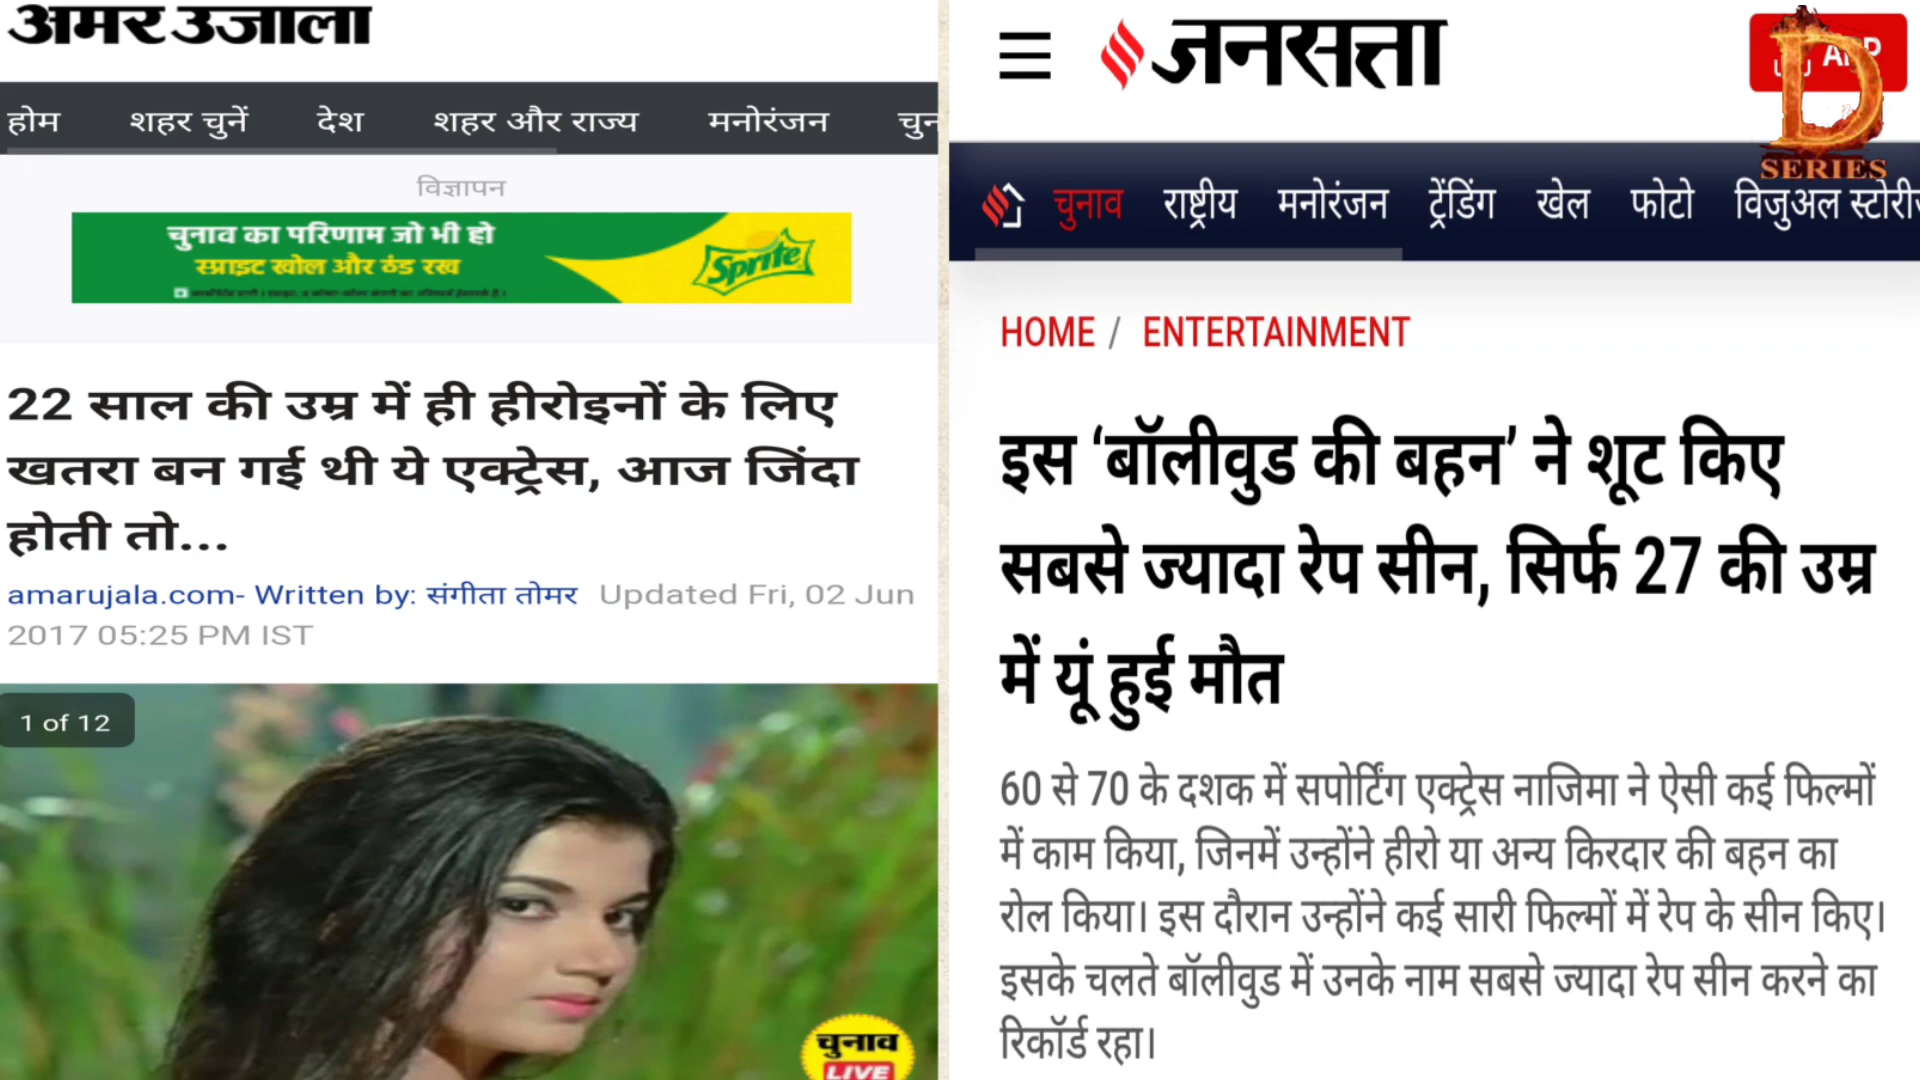 अमर उजाला
होम शहर चुनें देश शहर और राज्य मनोरंजन चुन
विज्ञापन
चुनाव का परिणाम जो भी हो
स्प्राइट खोल और ठंड रख
Sprite
22 साल की उम्र में ही हीरोइनों के लिए
खतरा बन गई थी ये एक्ट्रेस, आज जिंदा
होती तो...
amarujala.com- Written by: संगीता तोमर Updated Fri, 02 Jun
2017 05:25 PM IST
1 of 12
चुनाव
LIVE
जनसत्ता
D
SERIES
चुनाव राष्ट्रीय मनोरंजन ट्रेंडिंग खेल फोटो विजुअल स्टोरीज
HOME / ENTERTAINMENT
इस ‘बॉलीवुड की बहन’ ने शूट किए
सबसे ज्यादा रेप सीन, सिर्फ 27 की उम्र
में यूं हुई मौत
60 से 70 के दशक में सपोर्टिंग एक्ट्रेस नाजिमा ने ऐसी कई फिल्मों
में काम किया, जिनमें उन्होंने हीरो या अन्य किरदार की बहन का
रोल किया। इस दौरान उन्होंने कई सारी फिल्मों में रेप के सीन किए।
इसके चलते बॉलीवुड में उनके नाम सबसे ज्यादा रेप सीन करने का
रिकॉर्ड रहा।